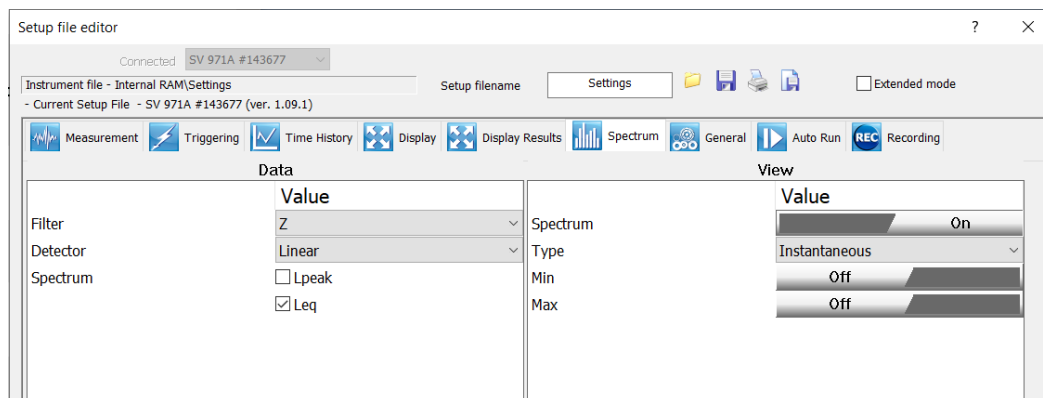 Setup file editor
?
Connected SV 971A #143677
Instrument file - Internal RAM\Settings
Setup filename Settings
Extended mode
- Current Setup File - SV 971A #143677 (ver. 1.09.1)
Measurement Triggering Time History Display Display Results Spectrum General Auto Run REC Recording
Data View
Value Value
Filter Z Spectrum On
Detector Linear Type Instantaneous
Spectrum Lpeak Min Off
Leq Max Off